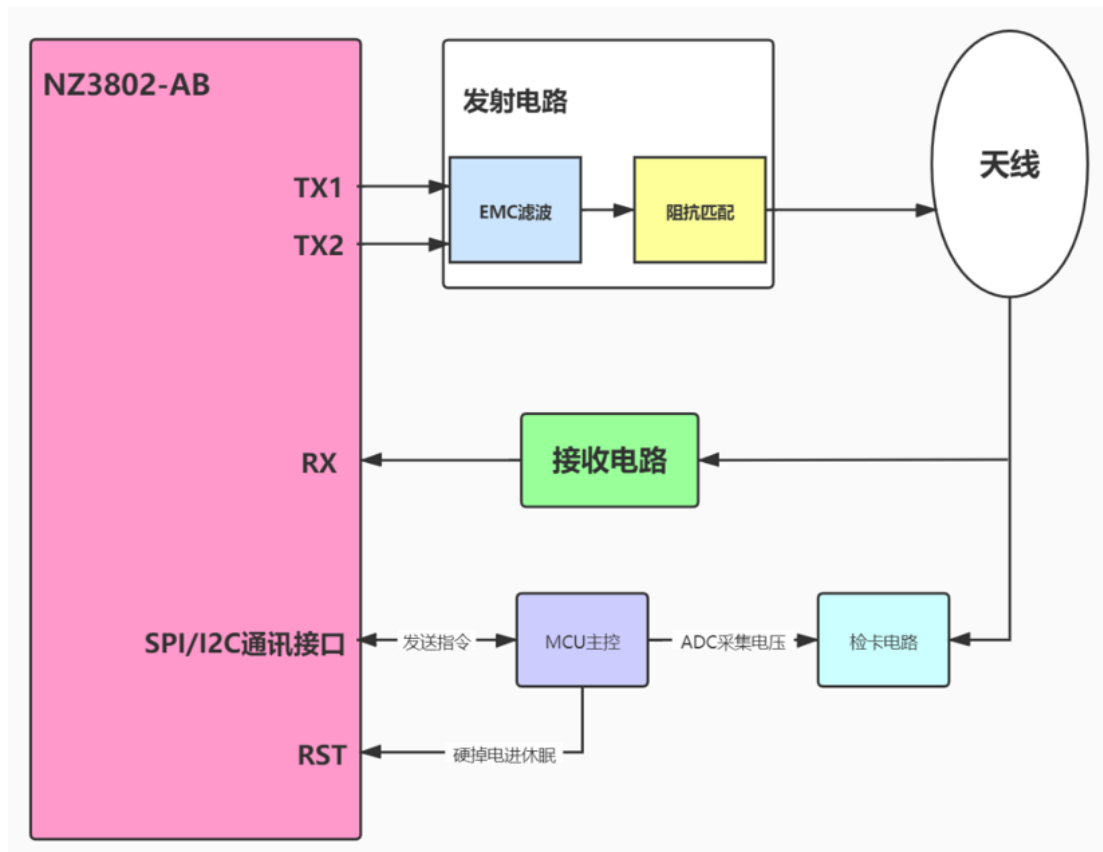 NZ3802-AB
发射电路
天线
TX1
EMC滤波
阻抗匹配
TX2
RX
接收电路
SPI/I2C通讯接口
发送指令
MCU主控
ADC采集电压
检卡电路
RST
硬掉电进休眠